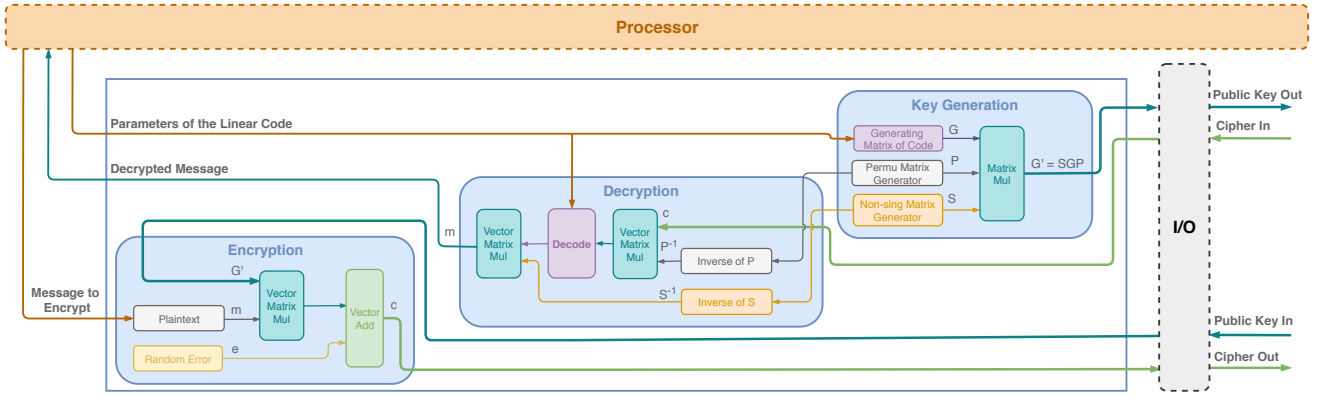 Processor
Public Key Out
Key Generation
Parameters of the Linear Code
Cipher In
Generating
Matrix of Code
G
Decrypted Message
Permu Matrix
Generator
P
Matrix
Mul
G' = SGP
Decryption
Non-sing Matrix
Generator
S
c
I/O
m
Vector
Matrix
Mul
Decode
Vector
Matrix
Mul
P-1
Inverse of P
Encryption
G'
S-1
Inverse of S
Message to
Encrypt
Plaintext
m
Vector
Matrix
Mul
Vector
Add
c
Public Key In
Random Error
e
Cipher Out